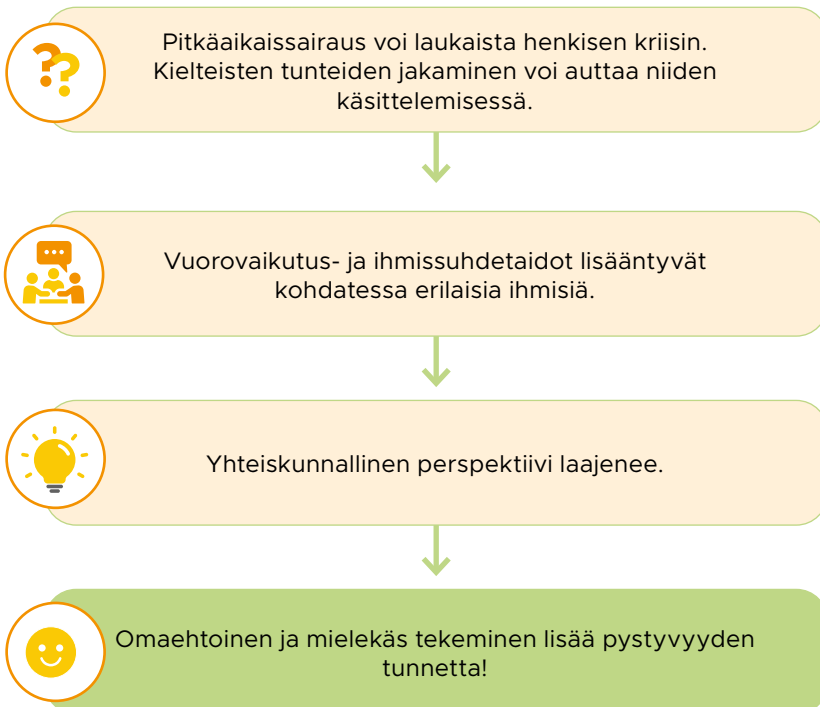 Pitkäaikaissairaus voi laukaista henkisen kriisin.
Kielteisten tunteiden jakaminen voi auttaa niiden
käsittelemisessä.
Vuorovaikutus- ja ihmissuhdetaidot lisääntyvät
kohdatessa erilaisia ihmisiä.
Yhteiskunnallinen perspektiivi laajenee.
Omaehtoinen ja mielekäs tekeminen lisää pystyvyyden
tunnetta!